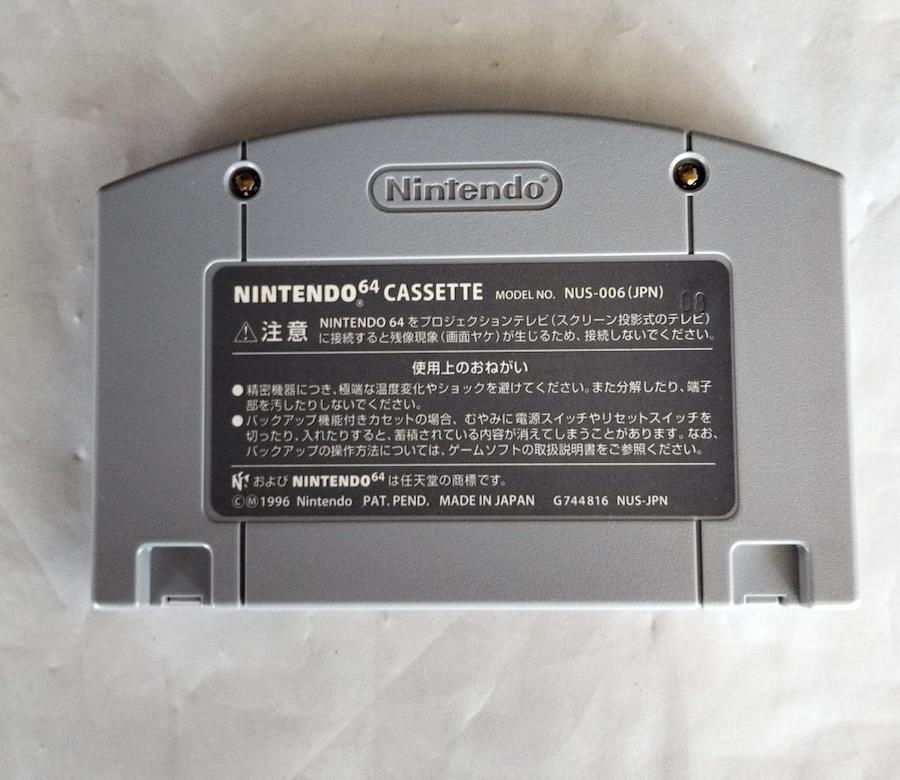 Nintendo®
NINTENDO®64 CASSETTE MODEL NO. NUS-006(JPN)
08
注意 NINTENDO 64 をプロジェクションテレビ(スクリーン投影式のテレビ)
に接続すると残像現象(画面ヤケ)が生じるため、接続しないでください。
使用上のおねがい
●精密機器につき、極端な温度変化やショックを避けてください。また分解したり、端子
部を汚したりしないでください。
●バックアップ機能付きカセットの場合、むやみに電源スイッチやリセットスイッチを
切ったり、入れたりすると、蓄積されている内容が消えてしまうことがあります。なお、
バックアップの操作方法については、ゲームソフトの取扱説明書をご参照ください。
および NINTENDO64 は任天堂の商標です。
©Ⓜ1996 Nintendo PAT. PEND. MADE IN JAPAN G744816 NUS-JPN